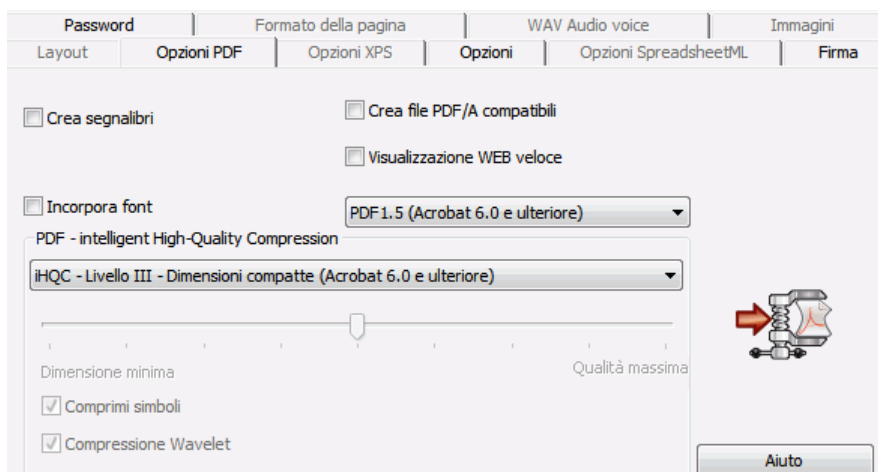 Password Formato della pagina WAV Audio voice Immagini
Layout Opzioni PDF Opzioni XPS Opzioni Opzioni SpreadsheetML Firma
Crea segnalibri Crea file PDF/A compatibili
Visualizzazione WEB veloce
Incorpora font PDF1.5 (Acrobat 6.0 e ulteriore)
PDF - intelligent High-Quality Compression
iHQC - Livello III - Dimensioni compatte (Acrobat 6.0 e ulteriore)
Dimensione minima Qualità massima
Comprimi simboli
Compressione Wavelet
Aiuto